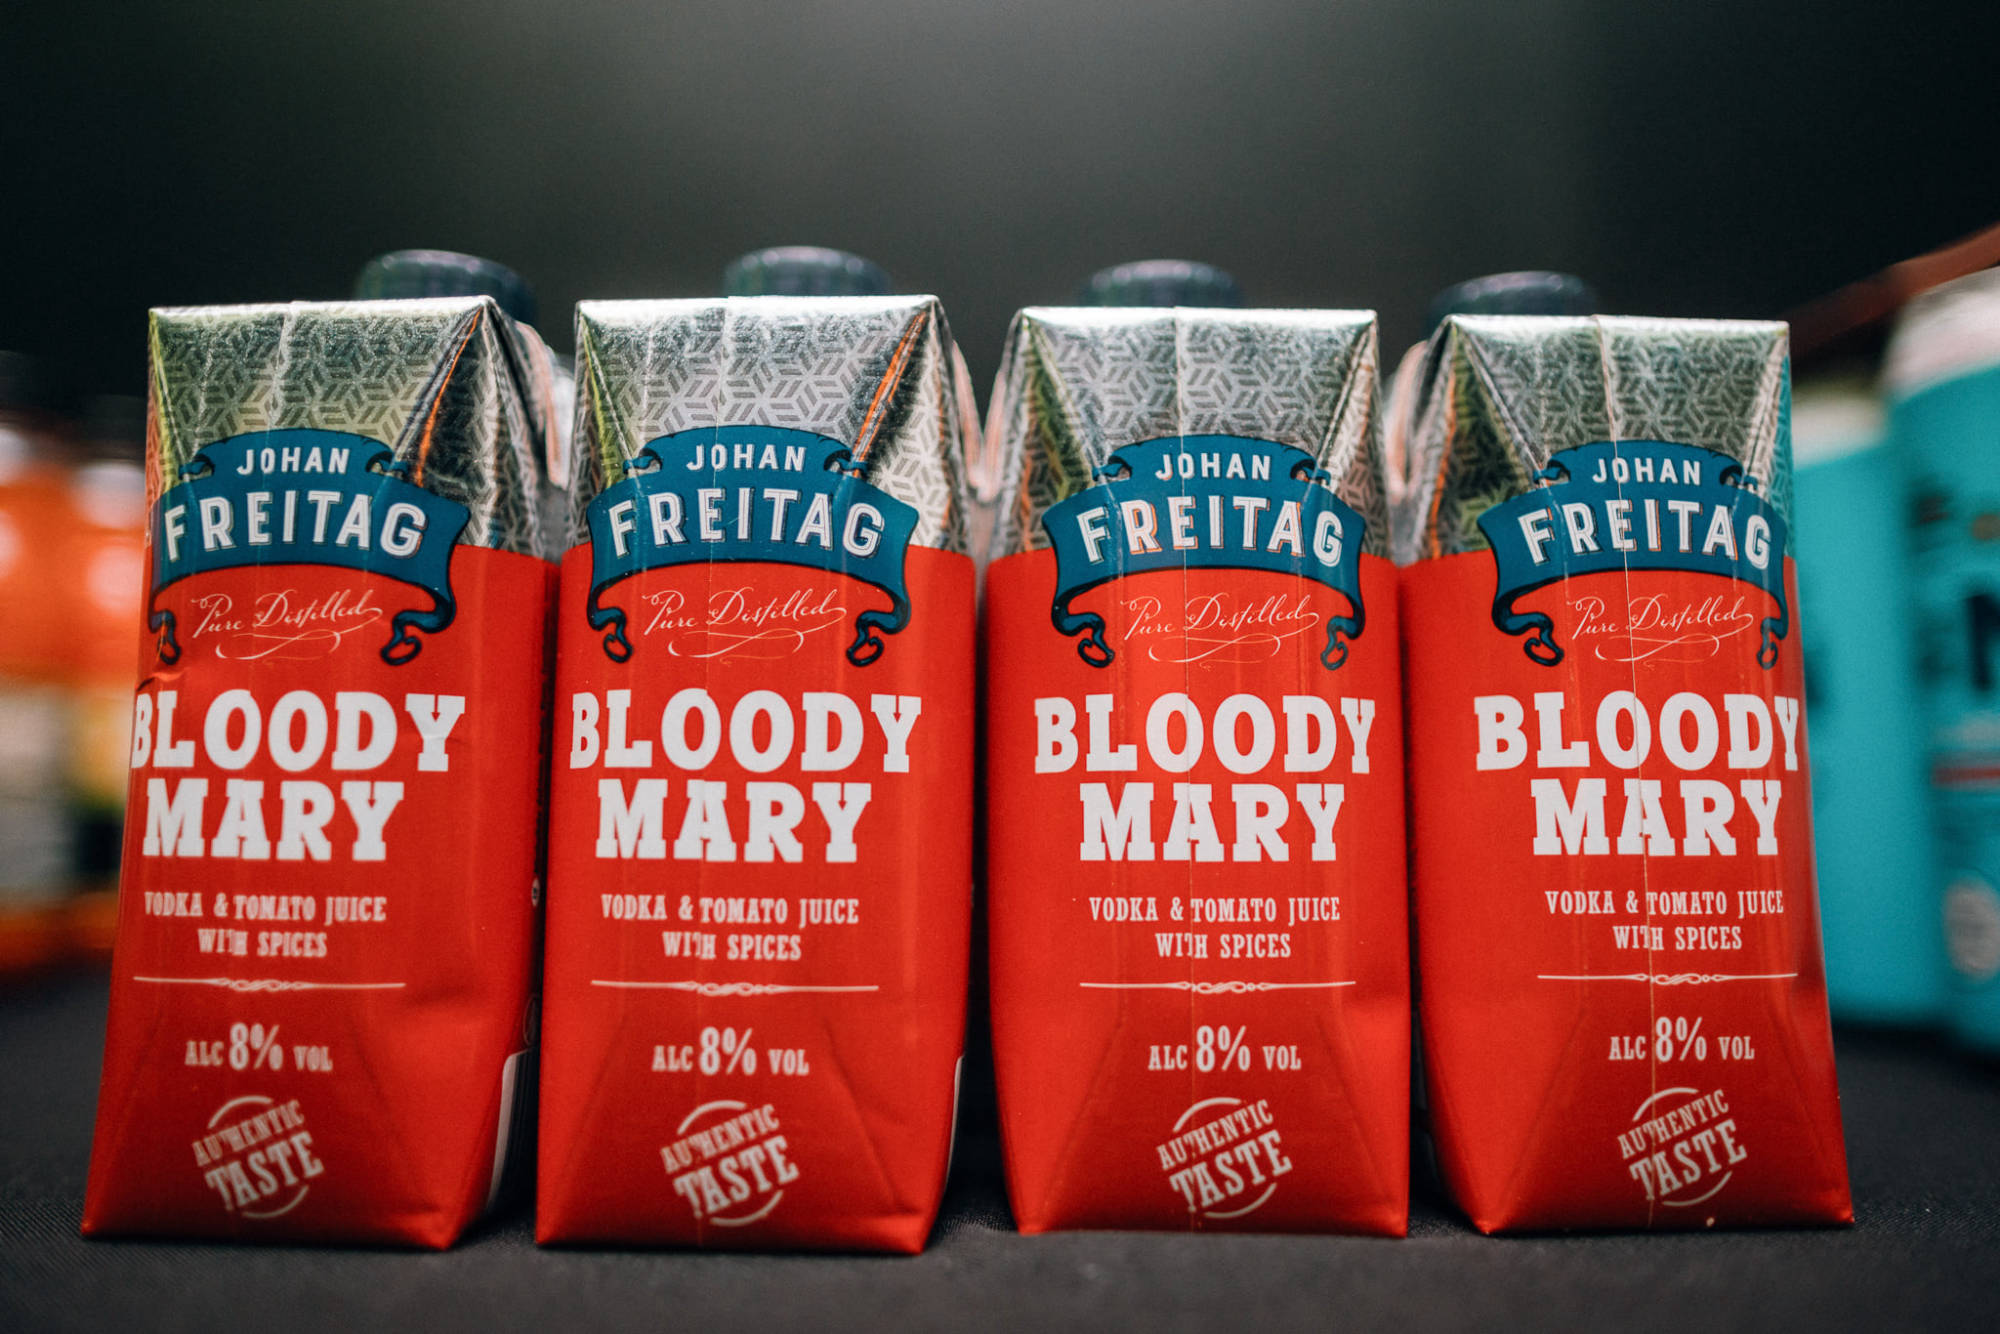 JOHAN
FREITAG
Pure Distilled
BLOODY
MARY
VODKA & TOMATO JUICE
WITH SPICES
ALC 8% VOL
AUTHENTIC
TASTE
JOHAN
FREITAG
Pure Distilled
BLOODY
MARY
VODKA & TOMATO JUICE
WITH SPICES
ALC 8% VOL
AUTHENTIC
TASTE
JOHAN
FREITAG
Pure Distilled
BLOODY
MARY
VODKA & TOMATO JUICE
WITH SPICES
ALC 8% VOL
AUTHENTIC
TASTE
JOHAN
FREITAG
Pure Distilled
BLOODY
MARY
VODKA & TOMATO JUICE
WITH SPICES
ALC 8% VOL
AUTHENTIC
TASTE